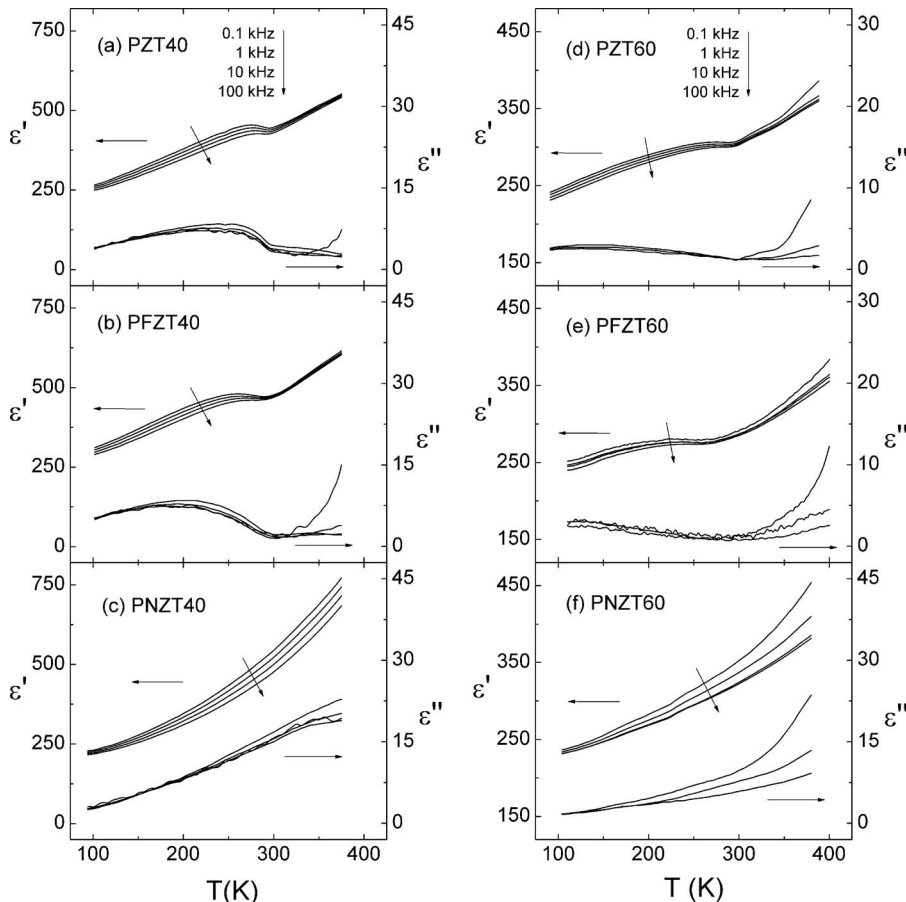 (a) PZT40
0.1 kHz
1 kHz
10 kHz
100 kHz
750
500
250
0
ε'
45
30
15
0
ε"
(d) PZT60
0.1 kHz
1 kHz
10 kHz
100 kHz
450
350
250
150
ε'
30
20
10
0
ε"
(b) PFZT40
750
500
250
0
ε'
45
30
15
0
ε"
(e) PFZT60
450
350
250
150
ε'
30
20
10
0
ε"
(c) PNZT40
750
500
250
0
ε'
45
30
15
0
ε"
100 200 300 400
T(K)
(f) PNZT60
450
350
250
150
ε'
30
20
10
0
ε"
100 200 300 400
T (K)